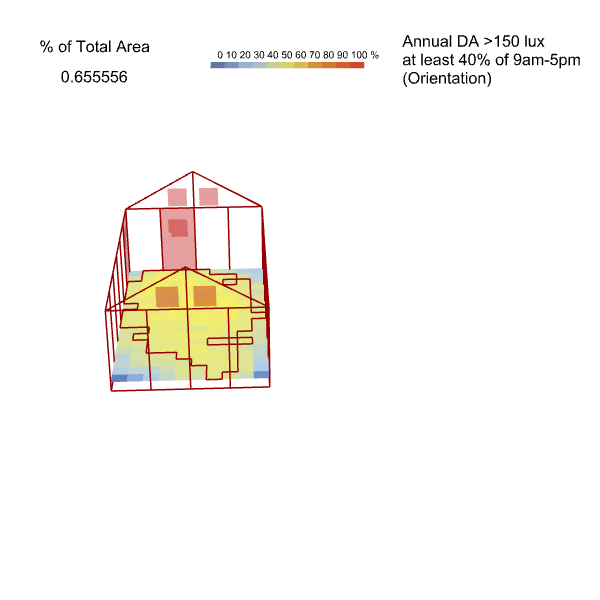 % of Total Area
0.655556
0 10 20 30 40 50 60 70 80 90 100 %
Annual DA >150 lux
at least 40% of 9am-5pm
(Orientation)